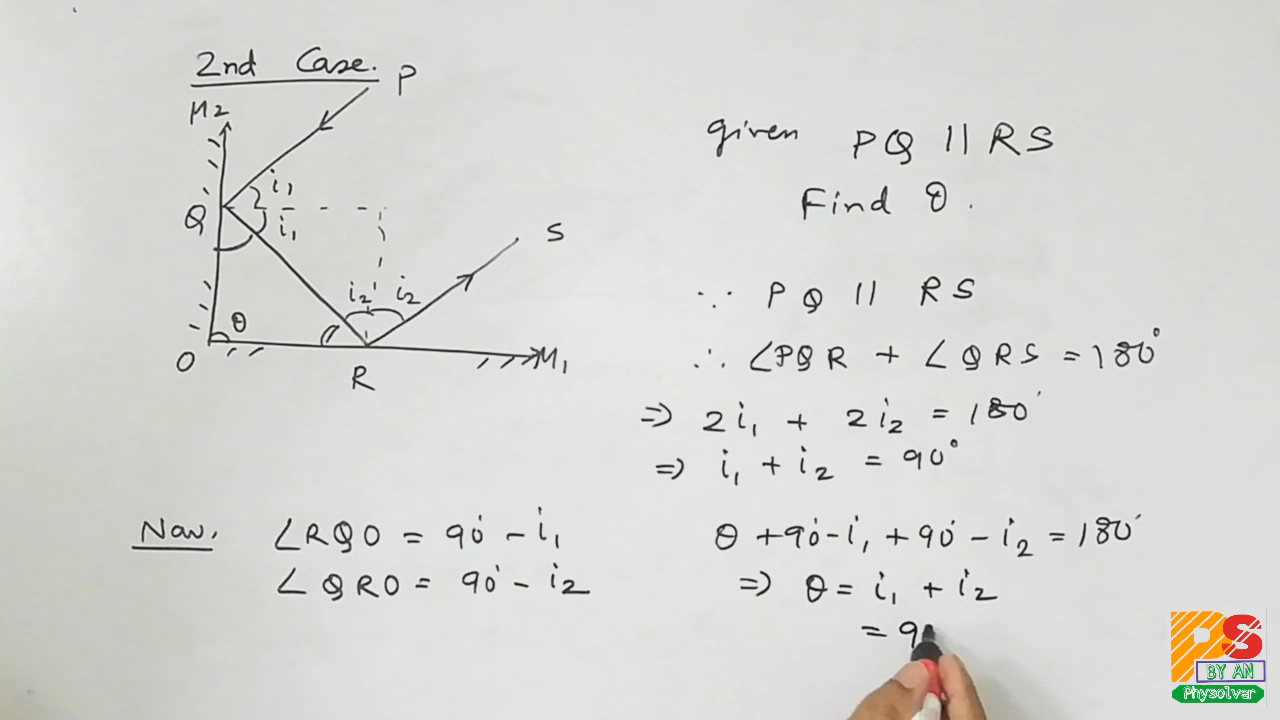 2nd Case.
P
M2
Q
i₁
i₁
S
i₂ i₂
θ
O
R
M₁
given PQ || RS
Find θ.
∵ PQ || RS
∴ ∠PQR + ∠QRS = 180°
⇒ 2i₁ + 2i₂ = 180°
⇒ i₁ + i₂ = 90°
Now, ∠RQO = 90° - i₁
∠QRO = 90° - i₂
θ + 90° - i₁ + 90° - i₂ = 180°
⇒ θ = i₁ + i₂
= 9
PS
BY AN
Physolver